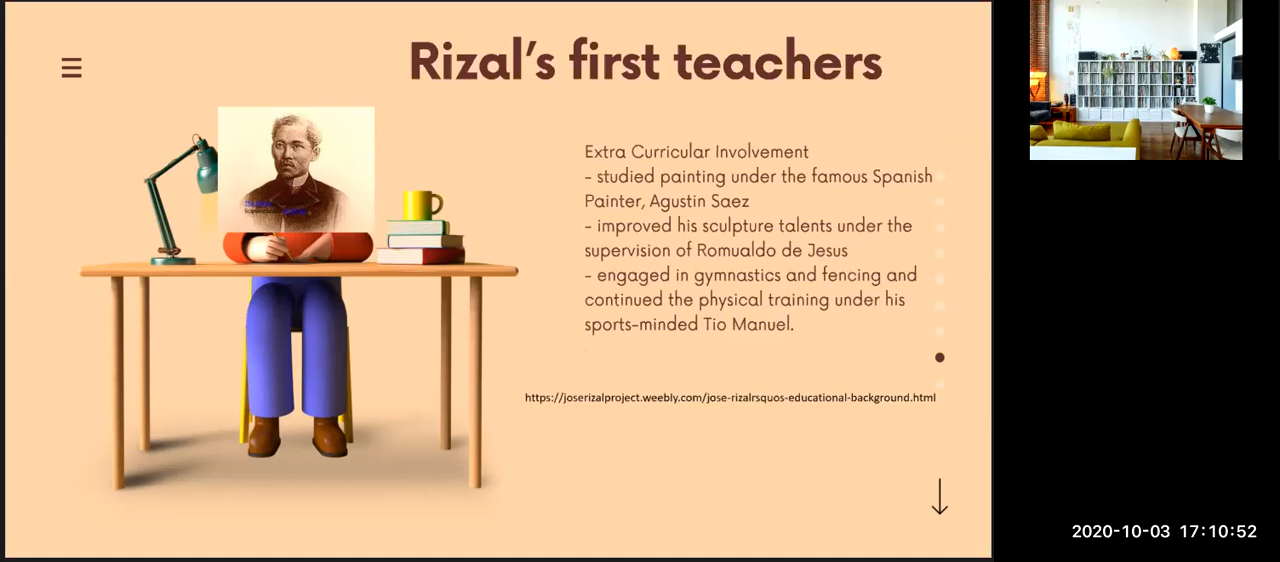 Rizal's first teachers
Extra Curricular Involvement
- studied painting under the famous Spanish
Painter, Agustin Saez
- improved his sculpture talents under the
supervision of Romualdo de Jesus
- engaged in gymnastics and fencing and
continued the physical training under his
sports-minded Tio Manuel.
https://joserizalproject.weebly.com/jose-rizalrsquos-educational-background.html
2020-10-03 17:10:52